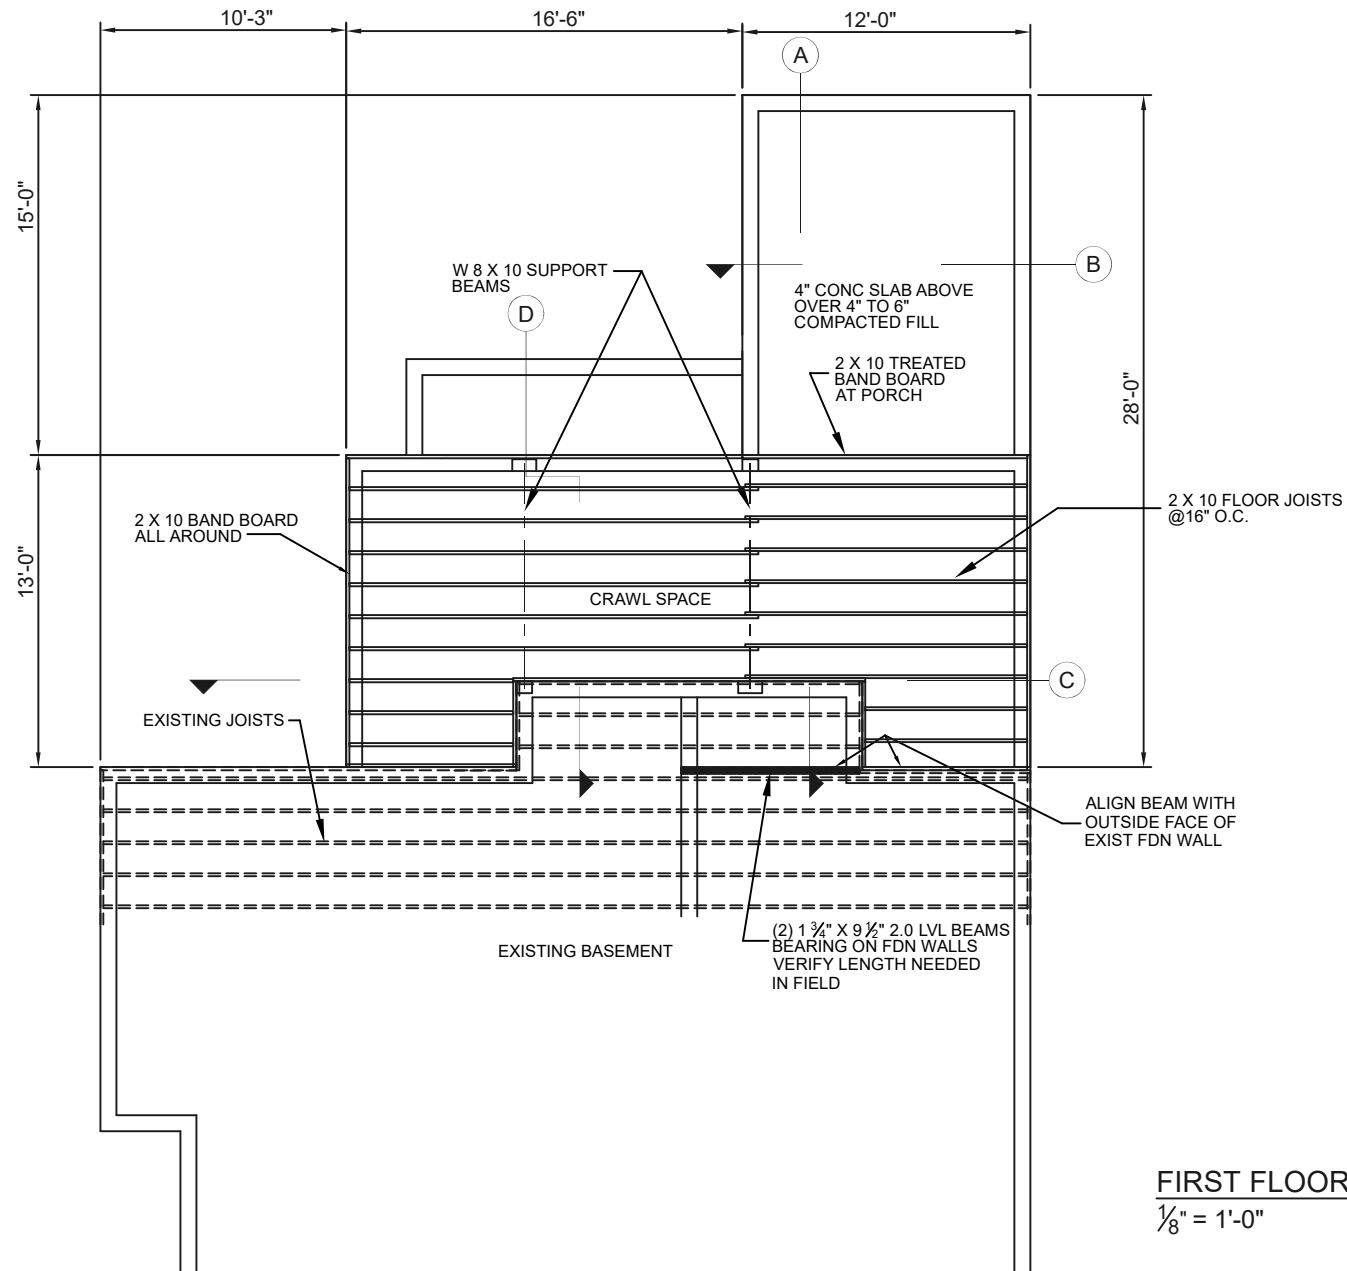 10'-3"
16'-6"
12'-0"
A
15'-0"
B
W 8 X 10 SUPPORT
BEAMS
4" CONC SLAB ABOVE
OVER 4" TO 6"
COMPACTED FILL
D
2 X 10 TREATED
BAND BOARD
AT PORCH
28'-0"
2 X 10 FLOOR JOISTS
@16" O.C.
2 X 10 BAND BOARD
ALL AROUND
13'-0"
CRAWL SPACE
C
EXISTING JOISTS
ALIGN BEAM WITH
OUTSIDE FACE OF
EXIST FDN WALL
(2) 1 ¾" X 9 ½" 2.0 LVL BEAMS
BEARING ON FDN WALLS
VERIFY LENGTH NEEDED
IN FIELD
EXISTING BASEMENT
FIRST FLOOR
⅛" = 1'-0"